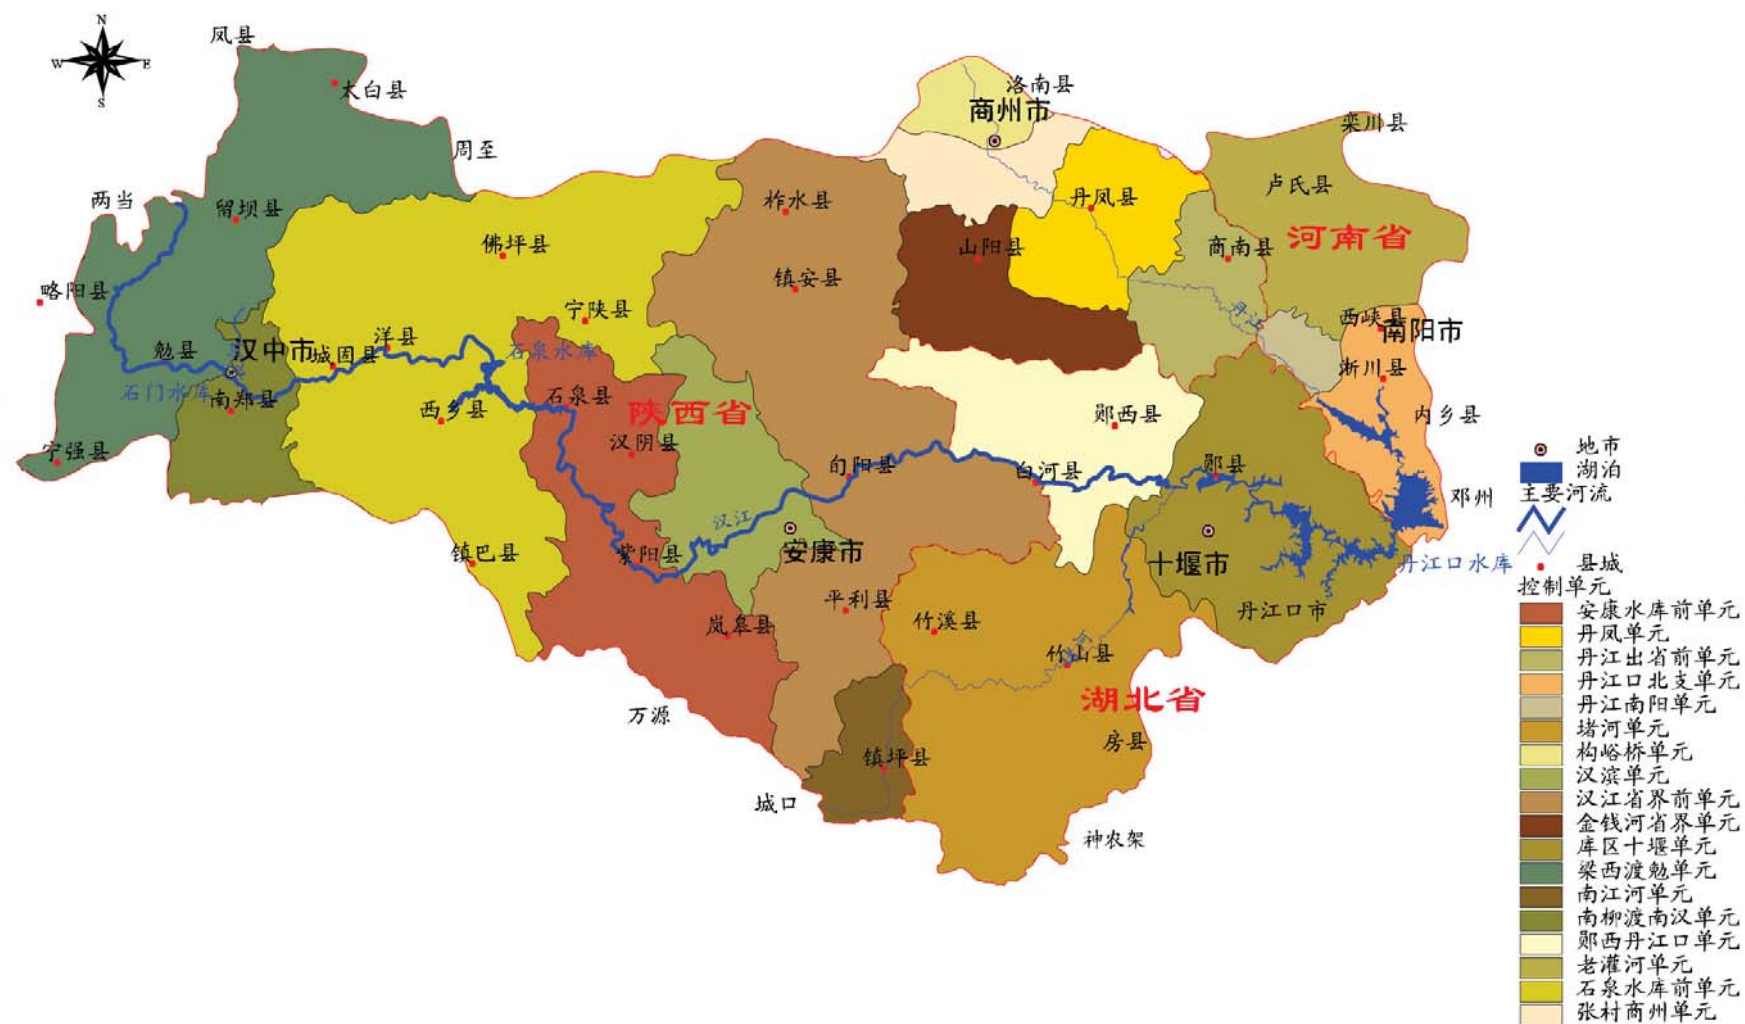 N
凤县
W
E
太白县
洛南县
S
商州市
栾川县
周至
卢氏县
两当
留坝县
柞水县
丹凤县
佛坪县
山阳县
商南县
河南省
略阳县
镇安县
宁陕县
丹江
西峡县
南阳市
勉县
汉中市
城固县
洋县
石泉水库
淅川县
石门水库
南郑县
西乡县
石泉县
陕西省
郧西县
内乡县
宁强县
汉阴县
旬阳县
白河县
郧县
邓州
汉江
镇巴县
紫阳县
安康市
十堰市
丹江口水库
平利县
丹江口市
岚皋县
竹溪县
竹山县
万源
湖北省
房县
镇坪县
城口
神农架
地市
湖泊
主要河流
县城
控制单元
安康水库前单元
丹凤单元
丹江出省前单元
丹江口北支单元
丹江南阳单元
堵河单元
构峪桥单元
汉滨单元
汉江省界前单元
金钱河省界单元
库区十堰单元
梁西渡勉单元
南江河单元
南柳渡南汉单元
郧西丹江口单元
老灌河单元
石泉水库前单元
张村商州单元